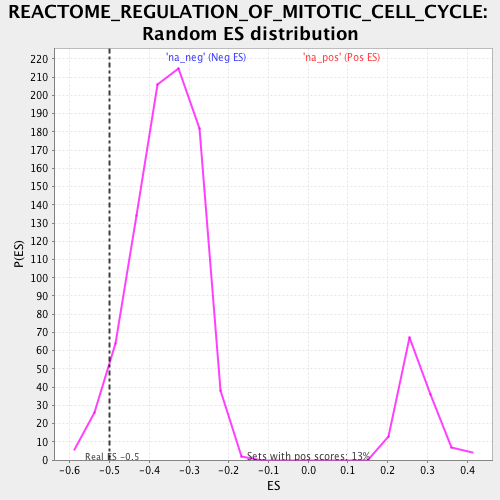 REACTOME_REGULATION_OF_MITOTIC_CELL_CYCLE:
Random ES distribution
'na_neg' (Neg ES) 'na_pos' (Pos ES)
220
210
200
190
180
170
160
150
140
130
120
110
100
90
80
70
60
50
40
30
20
10
0
P(ES)
Real ES -0.5
Sets with pos scores: 13%
-0.6 -0.5 -0.4 -0.3 -0.2 -0.1 0.0 0.1 0.2 0.3 0.4
ES